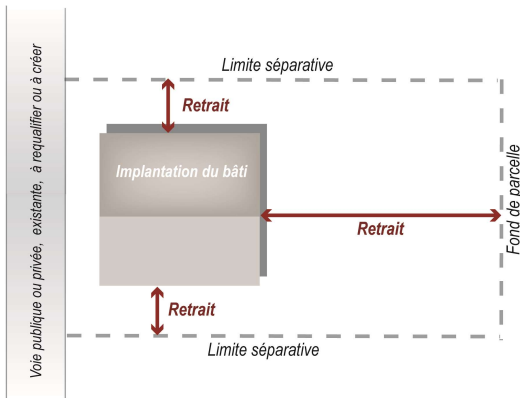 Voie publique ou privée, existante, à requalifier ou à créer
Limite séparative
Retrait
Implantation du bâti
Retrait
Fond de parcelle
Retrait
Limite séparative